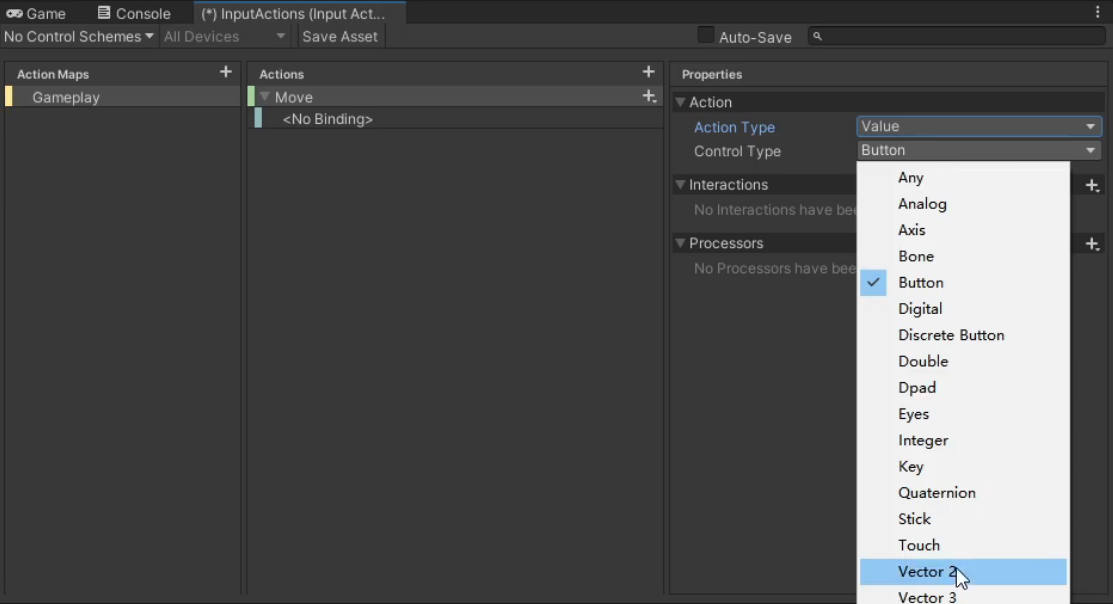 Game Console (*) InputActions (Input Act...
No Control Schemes All Devices Save Asset Auto-Save
Action Maps Actions Properties
Gameplay Move Action
<No Binding>
Action Type Value
Control Type Button
Interactions
No Interactions have bee
Processors
No Processors have bee
Any
Analog
Axis
Bone
Button
Digital
Discrete Button
Double
Dpad
Eyes
Integer
Key
Quaternion
Stick
Touch
Vector 2
Vector 3